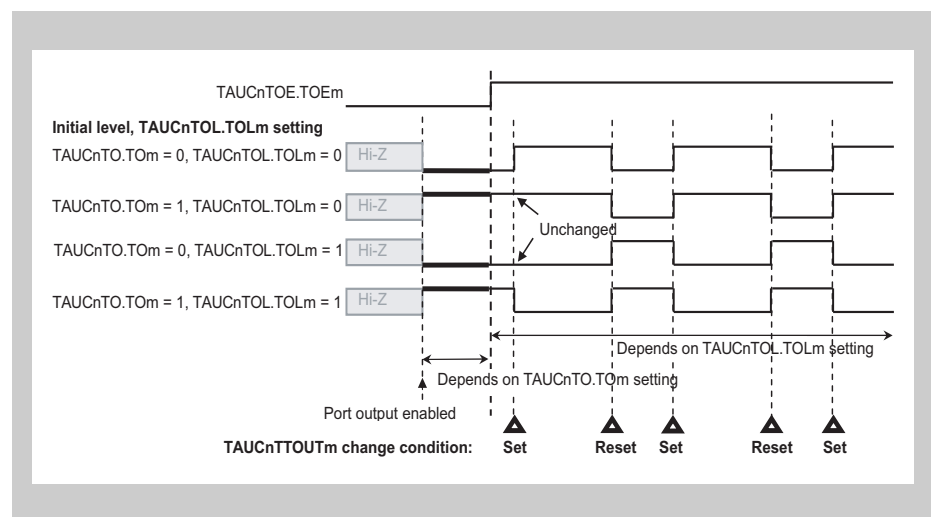 TAUCnTOE.TOEm
Initial level, TAUCnTOL.TOLm setting
TAUCnTO.TOm = 0, TAUCnTOL.TOLm = 0
Hi-Z
TAUCnTO.TOm = 1, TAUCnTOL.TOLm = 0
Hi-Z
Unchanged
TAUCnTO.TOm = 0, TAUCnTOL.TOLm = 1
Hi-Z
TAUCnTO.TOm = 1, TAUCnTOL.TOLm = 1
Hi-Z
Depends on TAUCnTOL.TOLm setting
Depends on TAUCnTO.TOm setting
Port output enabled
TAUCnTTOUTm change condition: Set Reset Set Reset Set